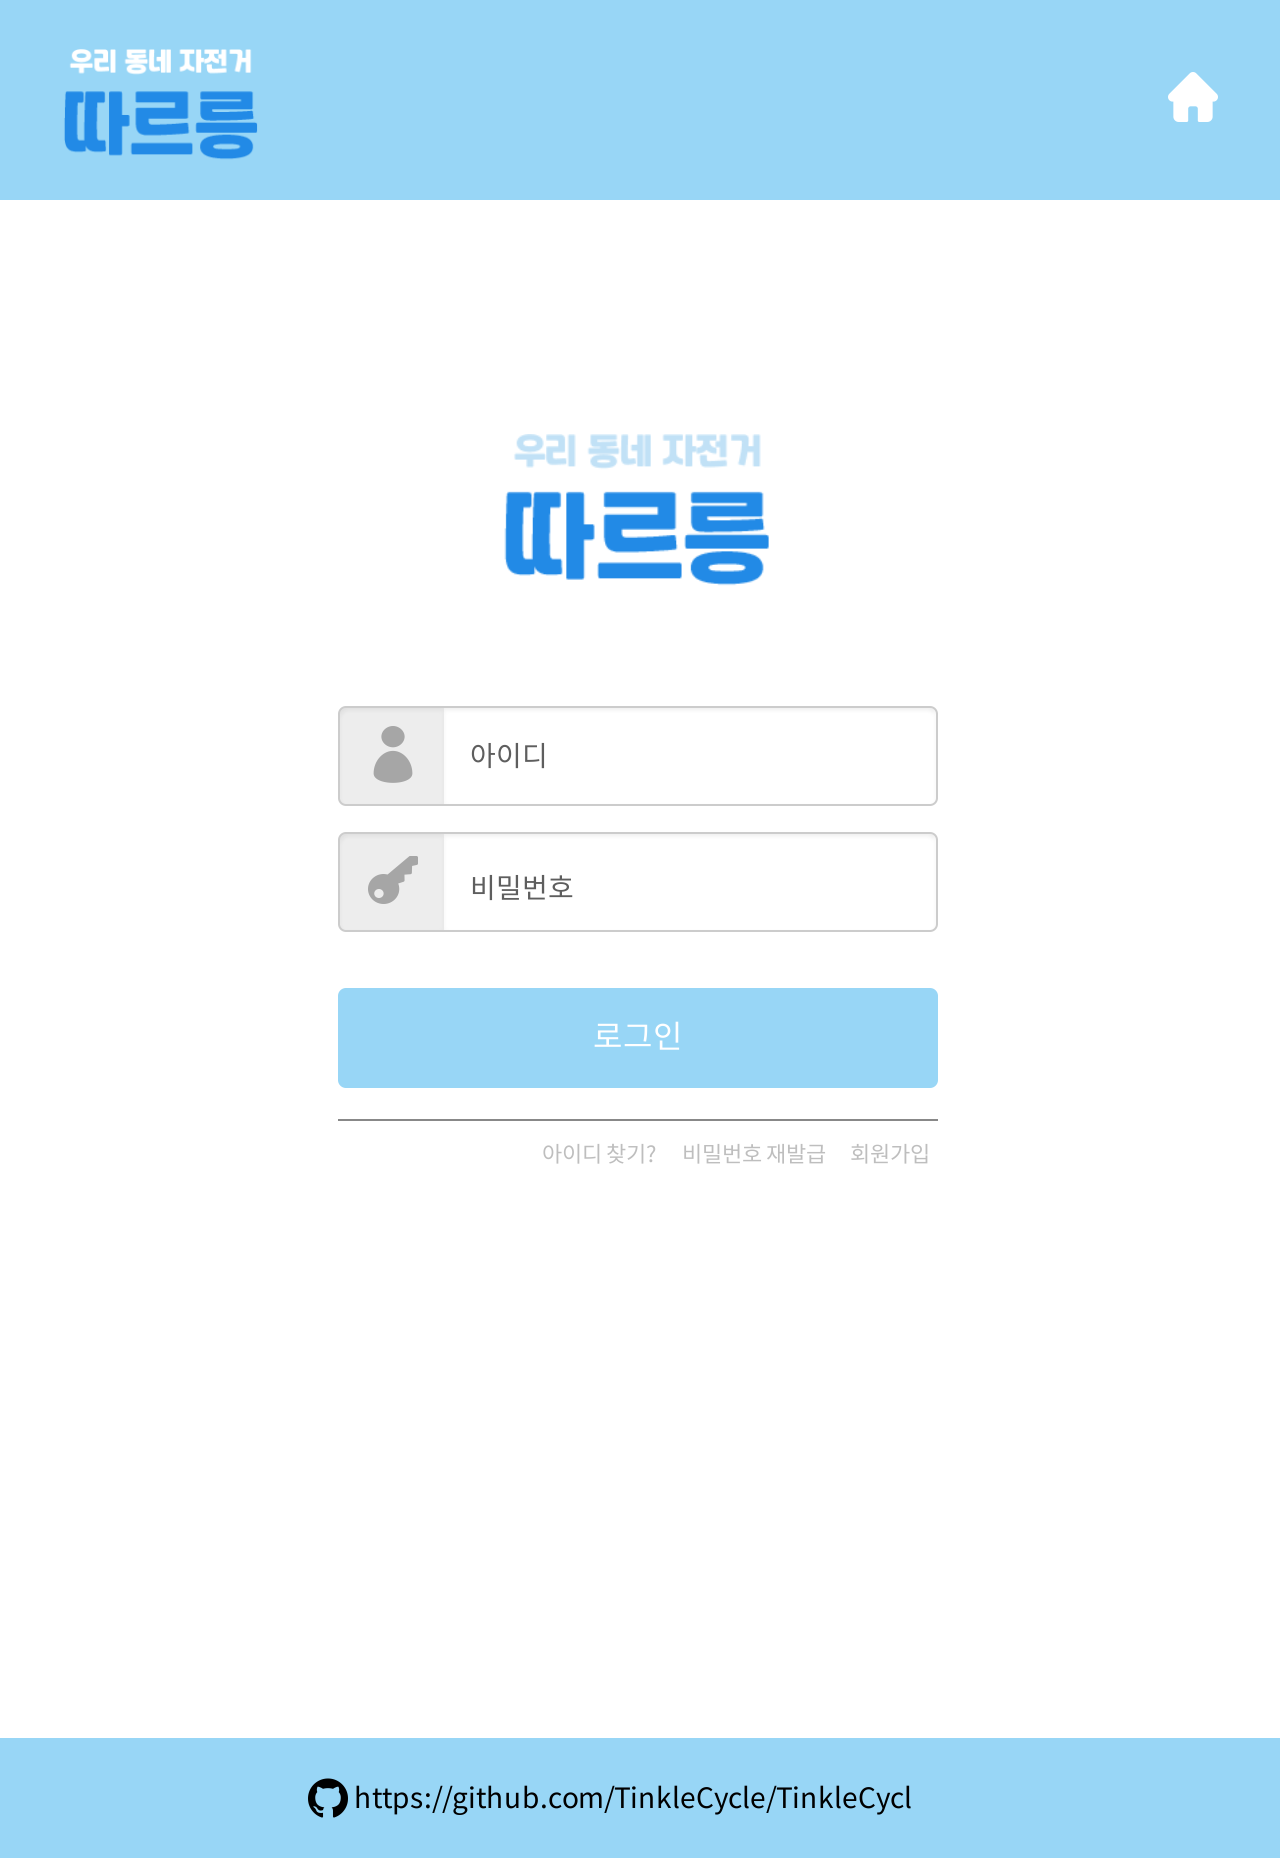 우리 동네 자전거
따르릉
우리 동네 자전거
따르릉
아이디
비밀번호
로그인
아이디 찾기? 비밀번호 재발급 회원가입
https://github.com/TinkleCycle/TinkleCycl